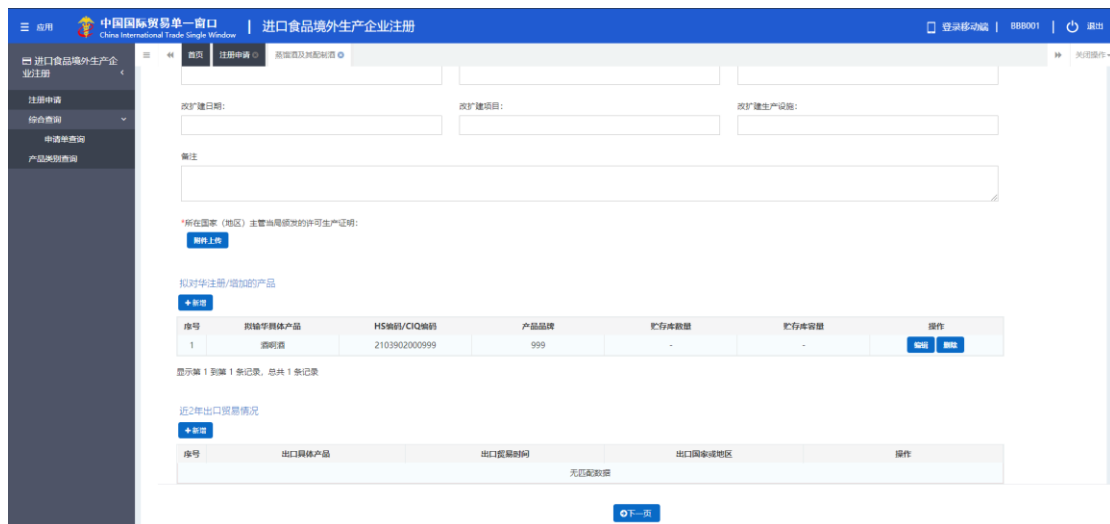 应用
中国国际贸易单一窗口
China International Trade Single Window
进口食品境外生产企业注册
登录移动端
BBB001
退出
进口食品境外生产企
业注册
注册申请
综合查询
申请单查询
产品类别查询
首页
注册申请
蒸馏酒及其配制酒
关闭操作
改扩建日期:
改扩建项目:
改扩建生产设施:
备注
*所在国家（地区）主管当局颁发的许可生产证明:
附件上传
拟对华注册/增加的产品
+新增
序号 拟输华具体产品 HS编码/CIQ编码 产品品牌 贮存库数量 贮存库容量 操作
1 2103902000999 999 - - 编辑 删除
显示第 1 到第 1 条记录，总共 1 条记录
近2年出口贸易情况
+新增
序号 出口具体产品 出口贸易时间 出口国家或地区 操作
无匹配数据
下一页